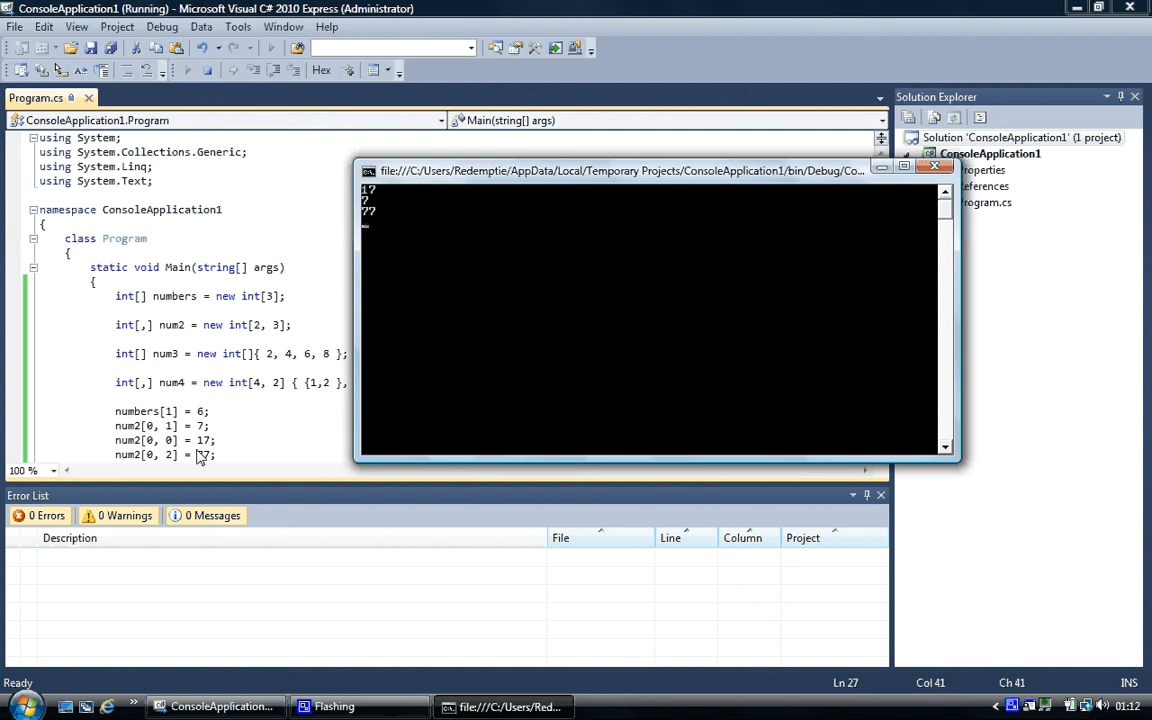 ConsoleApplication1 (Running) - Microsoft Visual C# 2010 Express (Administrator)
File Edit View Project Debug Data Tools Window Help
Hex
Program.cs
ConsoleApplication1.Program
Main(string[] args)
using System;
using System.Collections.Generic;
using System.Linq;
using System.Text;
namespace ConsoleApplication1
{
class Program
{
static void Main(string[] args)
{
int[] numbers = new int[3];
int[,] num2 = new int[2, 3];
int[] num3 = new int[]{ 2, 4, 6, 8 };
int[,] num4 = new int[4, 2] { {1,2 },
numbers[1] = 6;
num2[0, 1] = 7;
num2[0, 0] = 17;
num2[0, 2] = 77;
100 %
file:///C:/Users/Redemptie/AppData/Local/Temporary Projects/ConsoleApplication1/bin/Debug/Co...
17
7
77
Solution Explorer
Solution 'ConsoleApplication1' (1 project)
ConsoleApplication1
roperties
eferences
rogram.cs
Error List
0 Errors
0 Warnings
0 Messages
Description File Line Column Project
Ready
Ln 27 Col 41 Ch 41 INS
ConsoleApplication...
Flashing
file:///C:/Users/Red...
01:12